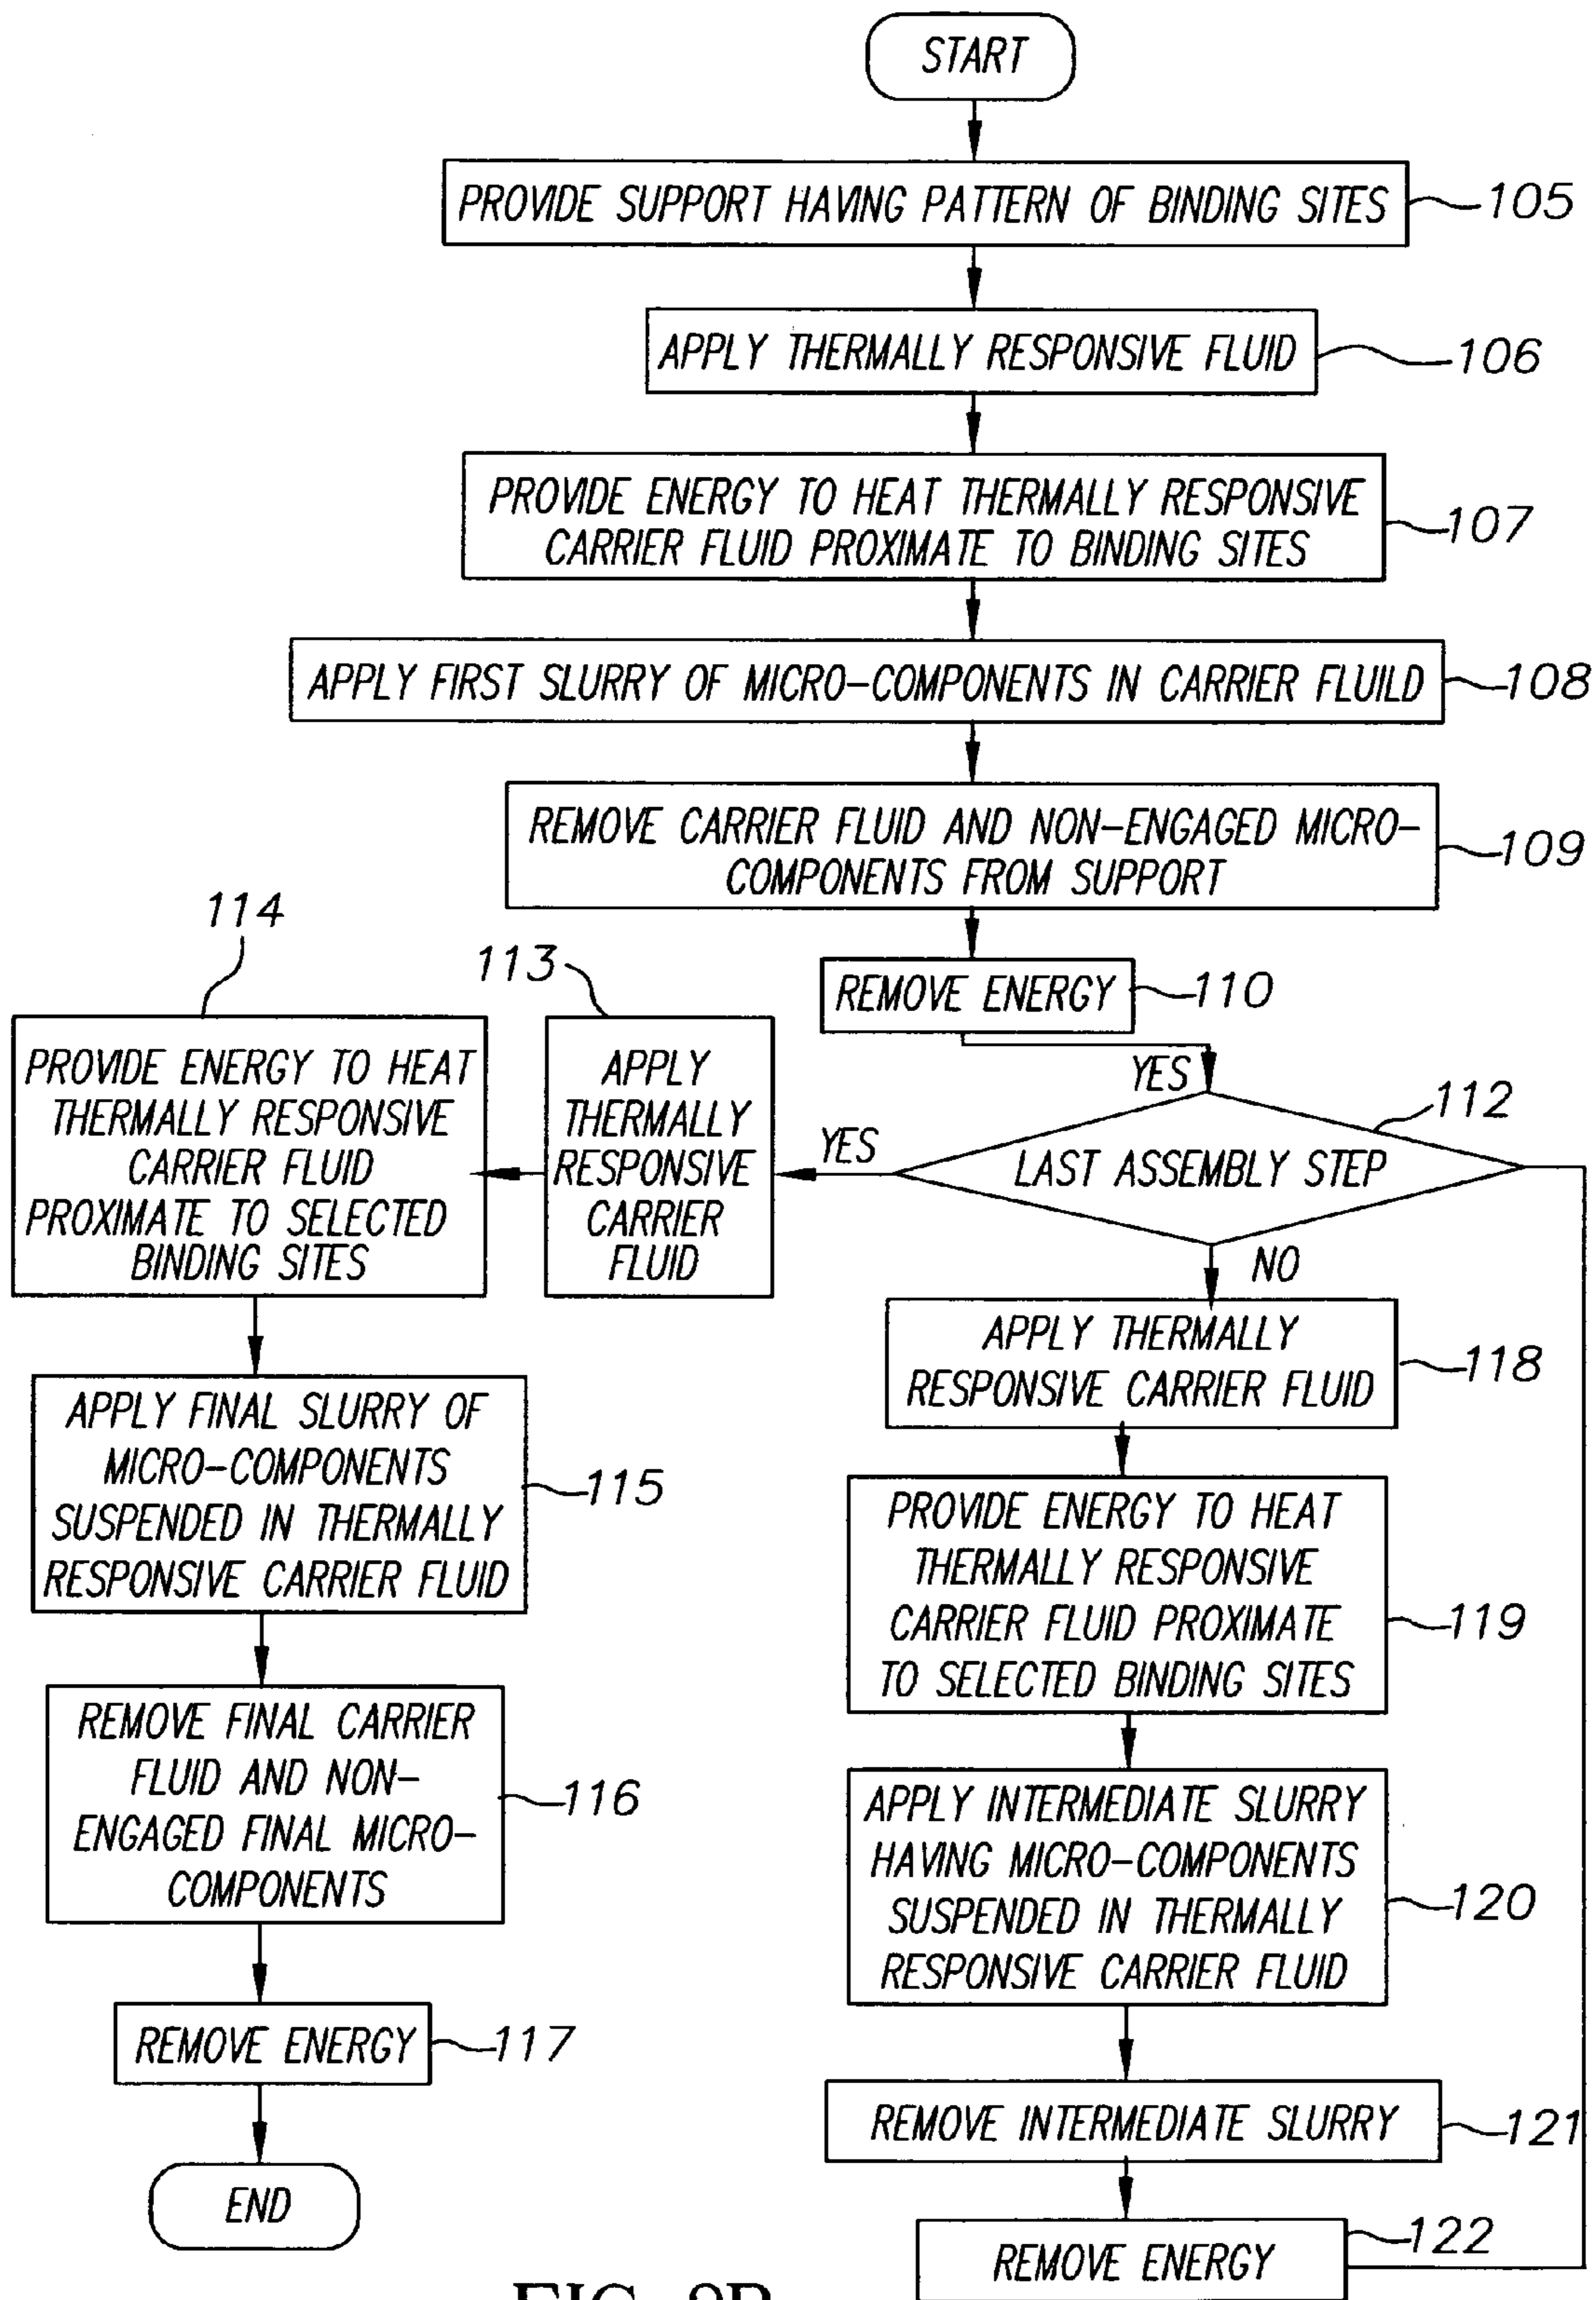 START
PROVIDE SUPPORT HAVING PATTERN OF BINDING SITES
105
APPLY THERMALLY RESPONSIVE FLUID
106
PROVIDE ENERGY TO HEAT THERMALLY RESPONSIVE
CARRIER FLUID PROXIMATE TO BINDING SITES
107
APPLY FIRST SLURRY OF MICRO-COMPONENTS IN CARRIER FLUILD
108
REMOVE CARRIER FLUID AND NON-ENGAGED MICRO-
COMPONENTS FROM SUPPORT
109
REMOVE ENERGY
110
YES
LAST ASSEMBLY STEP
112
YES
113
APPLY
THERMALLY
RESPONSIVE
CARRIER
FLUID
114
PROVIDE ENERGY TO HEAT
THERMALLY RESPONSIVE
CARRIER FLUID
PROXIMATE TO SELECTED
BINDING SITES
APPLY FINAL SLURRY OF
MICRO-COMPONENTS
SUSPENDED IN THERMALLY
RESPONSIVE CARRIER FLUID
115
REMOVE FINAL CARRIER
FLUID AND NON-
ENGAGED FINAL MICRO-
COMPONENTS
116
REMOVE ENERGY
117
END
NO
APPLY THERMALLY
RESPONSIVE CARRIER FLUID
118
PROVIDE ENERGY TO HEAT
THERMALLY RESPONSIVE
CARRIER FLUID PROXIMATE
TO SELECTED BINDING SITES
119
APPLY INTERMEDIATE SLURRY
HAVING MICRO-COMPONENTS
SUSPENDED IN THERMALLY
RESPONSIVE CARRIER FLUID
120
REMOVE INTERMEDIATE SLURRY
121
REMOVE ENERGY
122